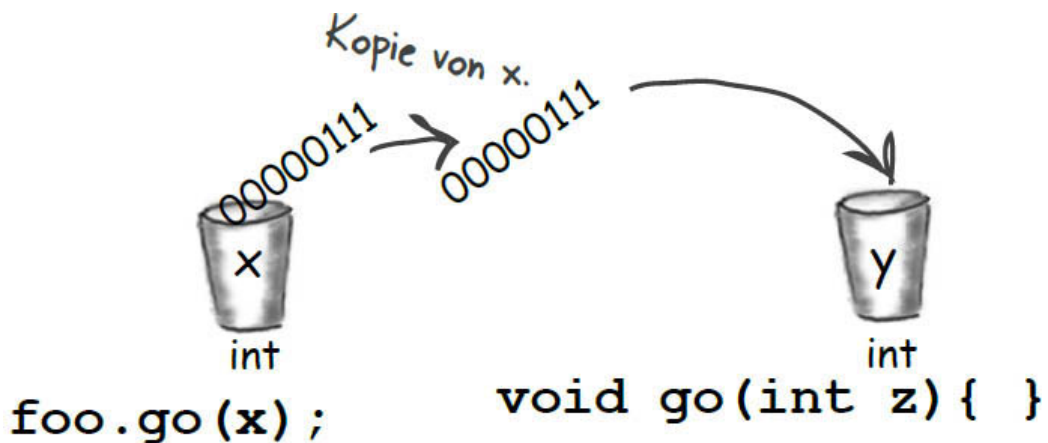 Kopie von x.
00000111
00000111
x
y
int
int
foo.go(x);
void go(int z){ }